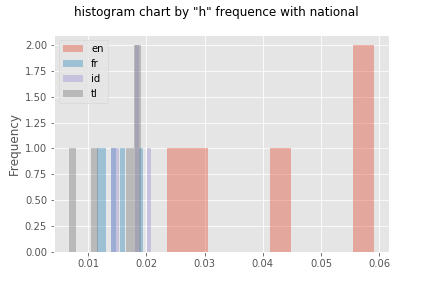 histogram chart by "h" frequence with national
en
fr
id
tl
Frequency
2.00
1.75
1.50
1.25
1.00
0.75
0.50
0.25
0.00
0.01 0.02 0.03 0.04 0.05 0.06